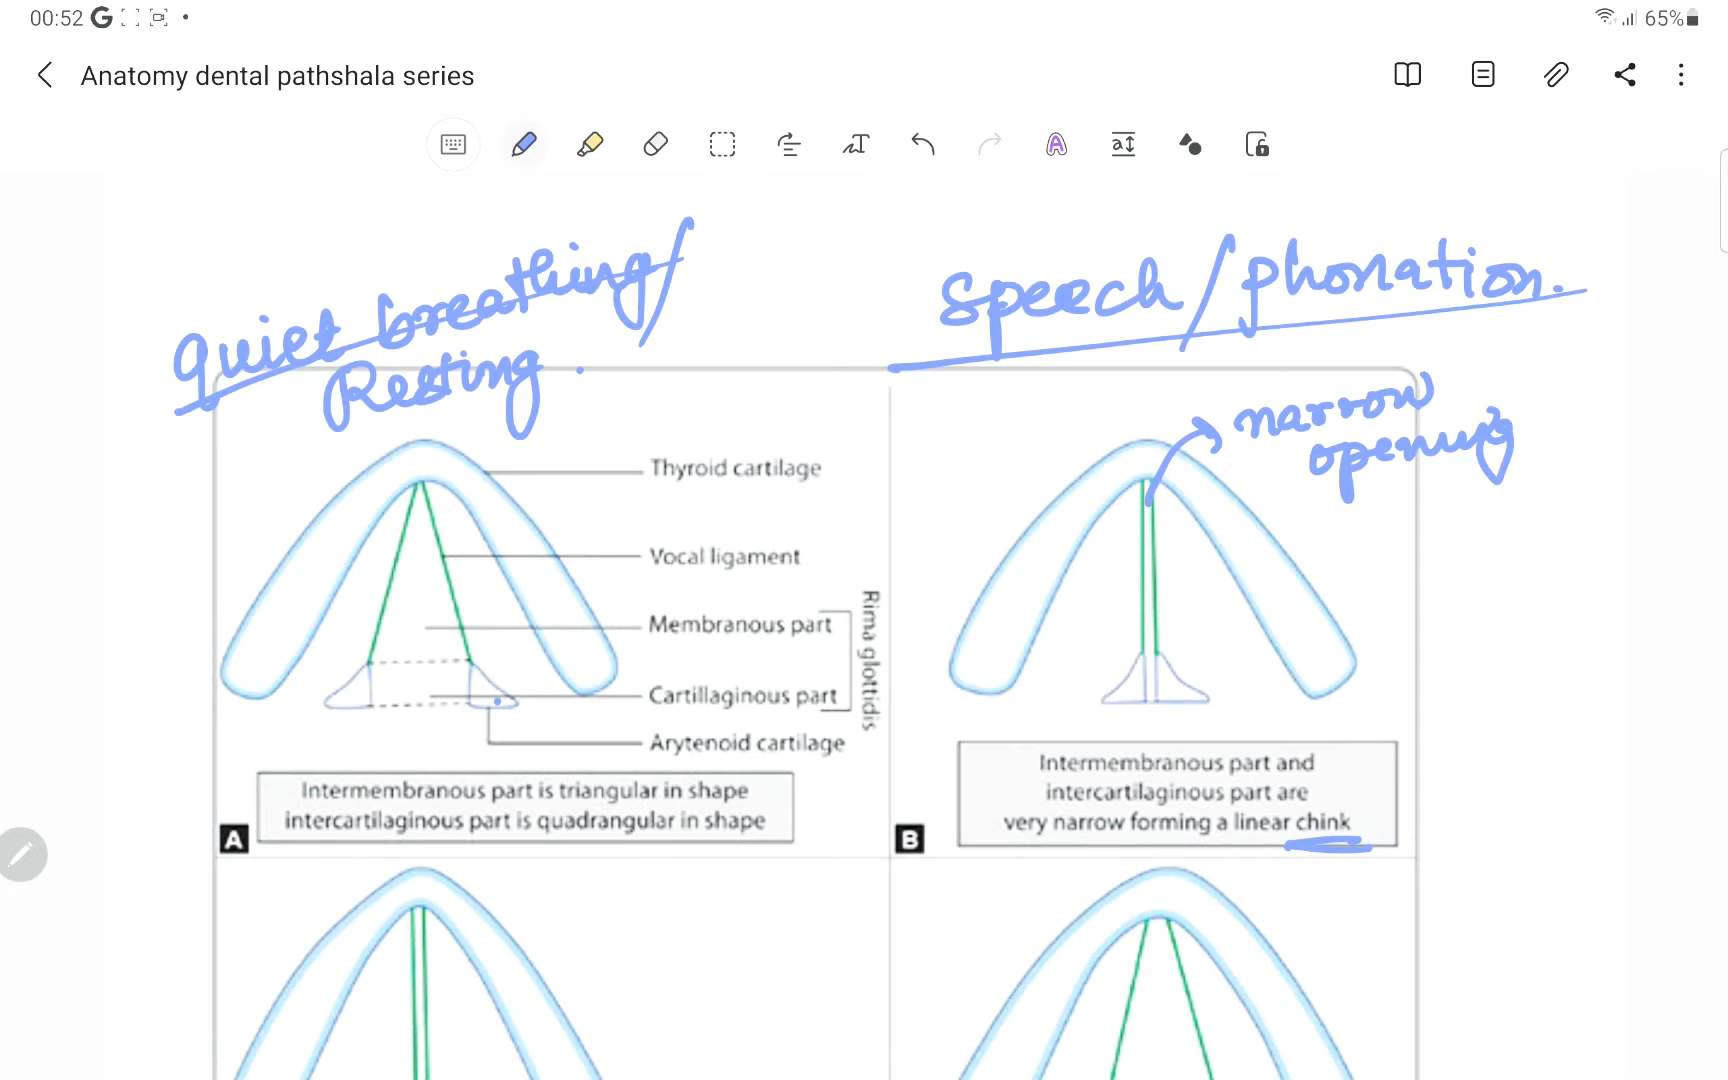 00:52 G
65%
Anatomy dental pathshala series
quiet breathing/
Resting.
Speech/phonation.
narrow
opening
Thyroid cartilage
Vocal ligament
Membranous part
Cartillaginous part
Rima glottidis
Arytenoid cartilage
Intermembranous part is triangular in shape
intercartilaginous part is quadrangular in shape
A
Intermembranous part and
intercartilaginous part are
very narrow forming a linear chink
B